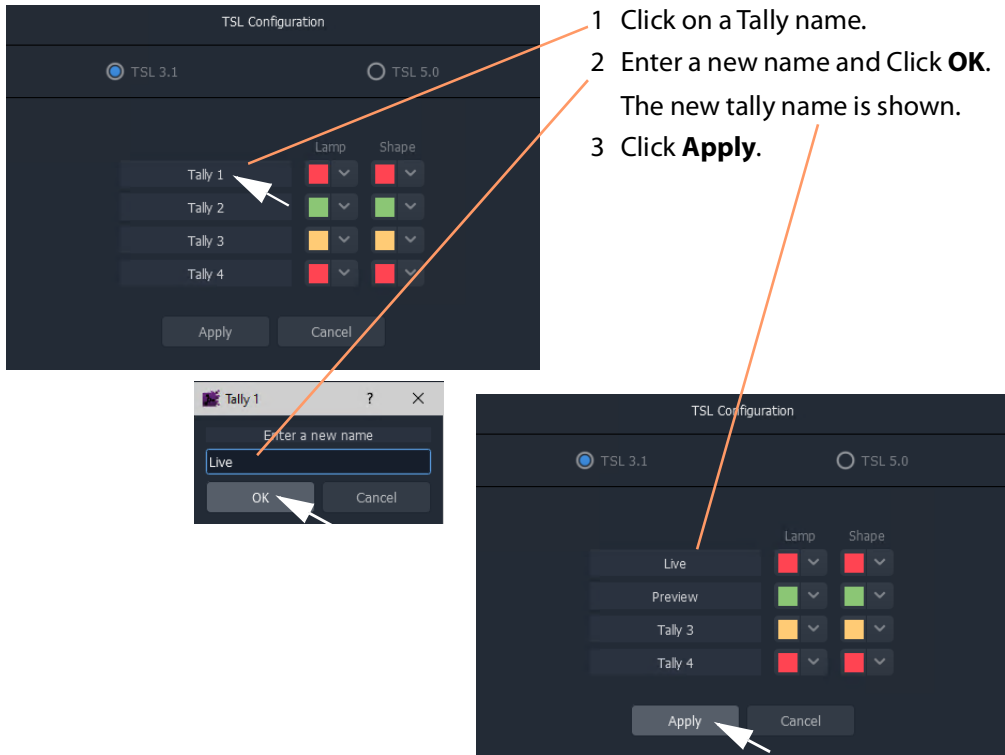 TSL Configuration
TSL 3.1 TSL 5.0
Lamp Shape
Tally 1
Tally 2
Tally 3
Tally 4
Apply Cancel
1 Click on a Tally name.
2 Enter a new name and Click OK.
The new tally name is shown.
3 Click Apply.
Tally 1 ? ×
Enter a new name
Live
OK Cancel
TSL Configuration
TSL 3.1 TSL 5.0
Lamp Shape
Live
Preview
Tally 3
Tally 4
Apply Cancel